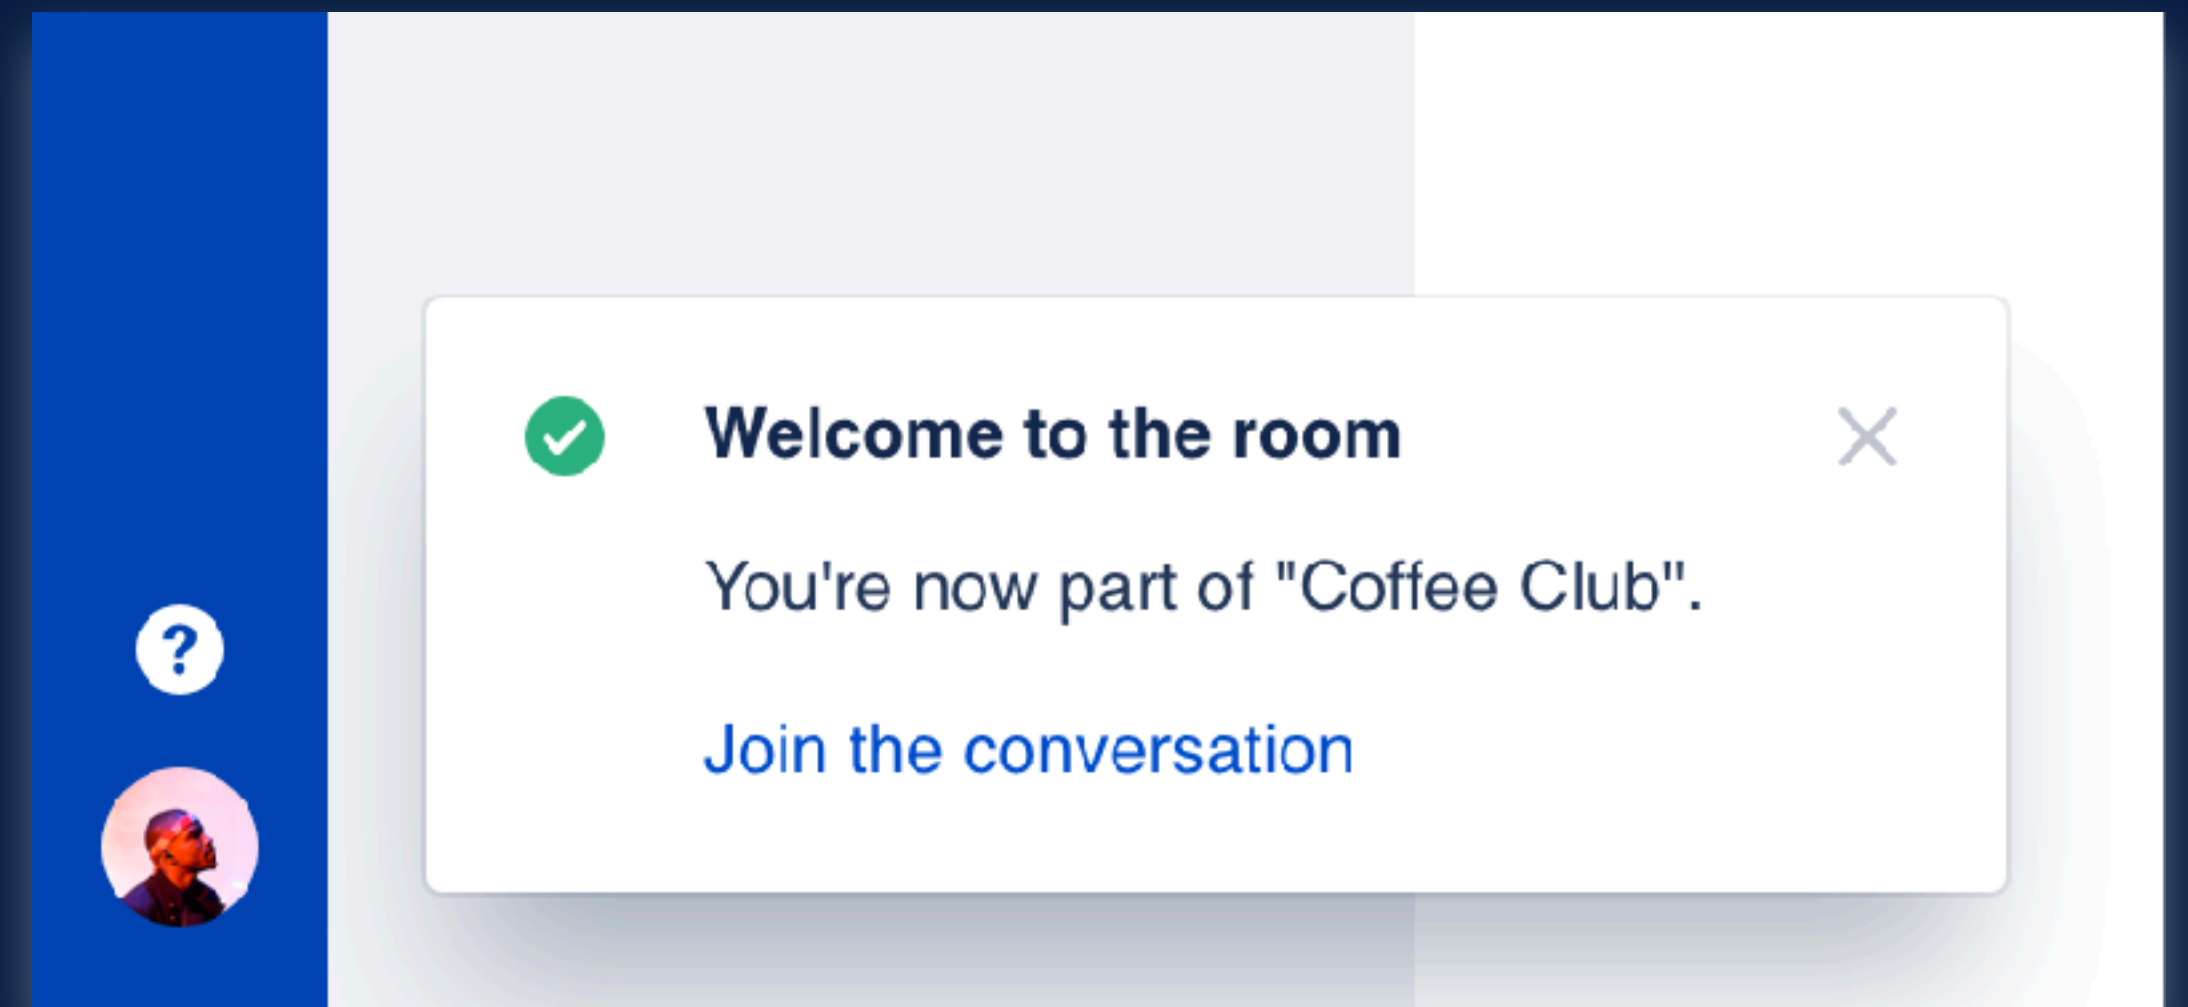 Welcome to the room
You're now part of "Coffee Club".
Join the conversation
?